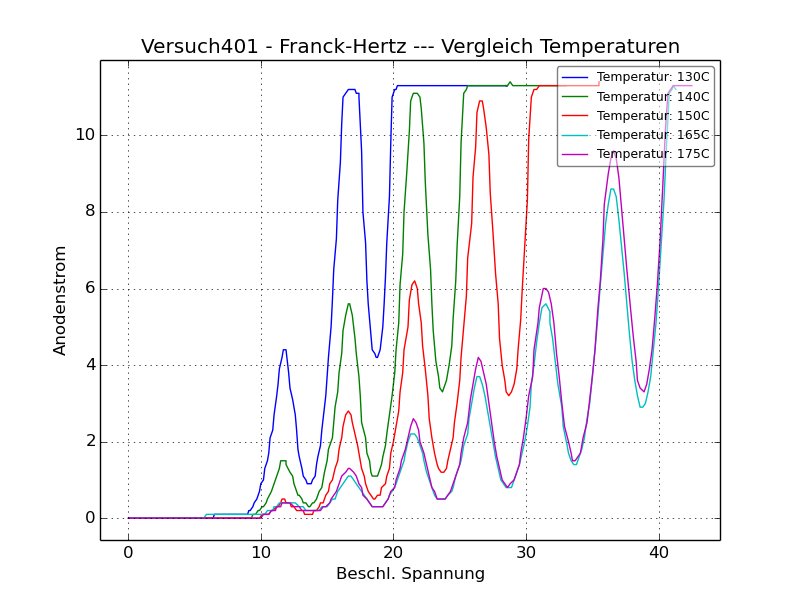 Versuch401 - Franck-Hertz --- Vergleich Temperaturen
Temperatur: 130C
Temperatur: 140C
Temperatur: 150C
Temperatur: 165C
Temperatur: 175C
10
8
6
4
2
0
Anodenstrom
0 10 20 30 40
Beschl. Spannung